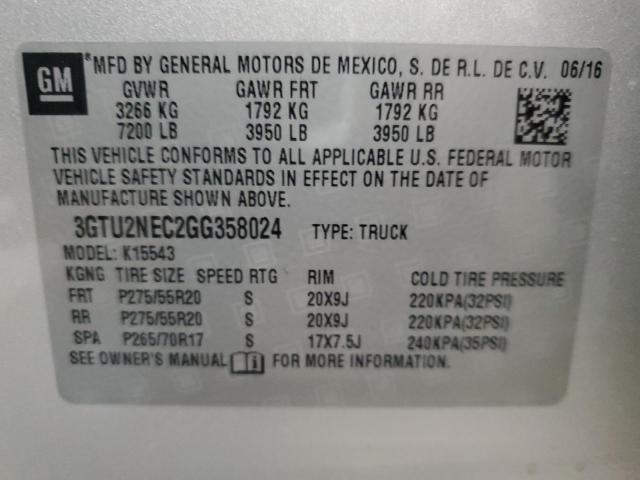 GM
*MFD BY GENERAL MOTORS DE MEXICO, S. DE R.L. DE C.V. 06/16
GVWR GAWR FRT GAWR RR
3266 KG 1792 KG 1792 KG
7200 LB 3950 LB 3950 LB
THIS VEHICLE CONFORMS TO ALL APPLICABLE U.S. FEDERAL MOTOR
VEHICLE SAFETY STANDARDS IN EFFECT ON THE DATE OF
MANUFACTURE SHOWN ABOVE.
3GTU2NEC2GG358024 TYPE: TRUCK
MODEL: K15543
KGNG TIRE SIZE SPEED RTG RIM COLD TIRE PRESSURE
FRT P275/55R20 S 20X9J 220KPA(32PSI)
RR P275/55R20 S 20X9J 220KPA(32PSI)
SPA P265/70R17 S 17X7.5J 240KPA(35PSI)
SEE OWNER'S MANUAL FOR MORE INFORMATION.